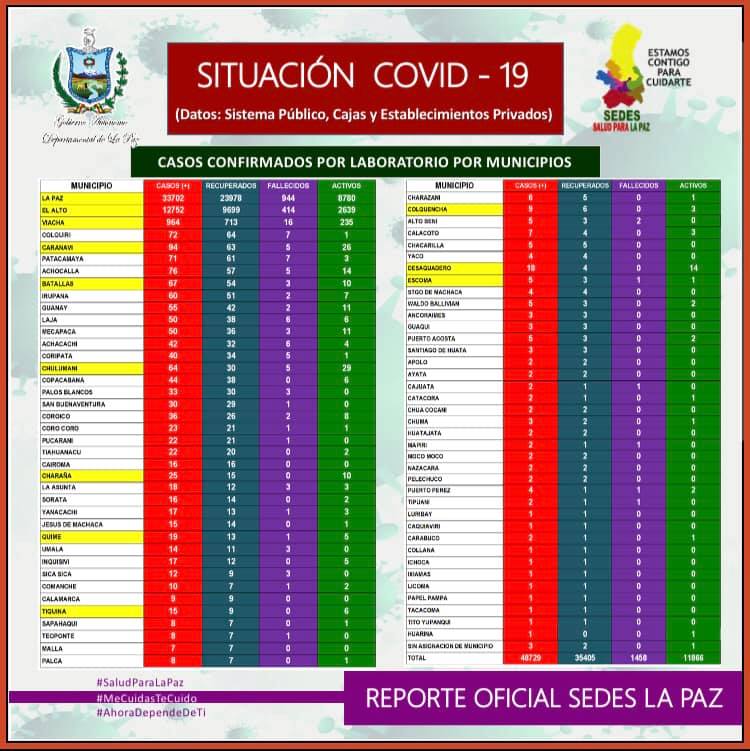 Gobierno Autónomo
Departamental de La Paz
SITUACIÓN COVID - 19
(Datos: Sistema Público, Cajas y Establecimientos Privados)
ESTAMOS
CONTIGO
PARA
CUIDARTE
SEDES
SALUD PARA LA PAZ
CASOS CONFIRMADOS POR LABORATORIO POR MUNICIPIOS
MUNICIPIO CASOS (+) RECUPERADOS FALLECIDOS ACTIVOS
LA PAZ 33702 23978 944 8780
EL ALTO 12752 9699 414 2639
VIACHA 964 713 16 235
COLQUIRI 72 64 7 1
CARANAVI 94 63 5 26
PATACAMAYA 71 61 7 3
ACHOCALLA 76 57 5 14
BATALLAS 67 54 3 10
IRUPANA 60 51 2 7
GUANAY 55 42 2 11
LAJA 50 38 6 6
MECAPACA 50 36 3 11
ACHACACHI 42 32 6 4
CORIPATA 40 34 5 1
CHULUMANI 64 30 5 29
COPACABANA 44 38 0 6
PALOS BLANCOS 33 30 3 0
SAN BUENAVENTURA 30 29 1 0
COROICO 36 26 2 8
CORO CORO 23 21 1 1
PUCARANI 22 21 1 0
TIAHUANACU 22 20 0 2
CAIROMA 16 16 0 0
CHARAÑA 25 15 0 10
LA ASUNTA 18 12 3 3
SORATA 16 14 0 2
YANACACHI 17 13 1 3
JESUS DE MACHACA 15 14 0 1
QUIME 19 13 1 5
UMALA 14 11 3 0
INQUISIVI 17 12 0 5
SICA SICA 12 9 3 0
COMANCHE 10 7 1 2
CALAMARCA 9 9 0 0
TIQUINA 15 9 0 6
SAPAHAQUI 8 7 0 1
TEOPONTE 8 7 1 0
MALLA 7 7 0 0
PALCA 8 7 0 1
MUNICIPIO CASOS (+) RECUPERADOS FALLECIDOS ACTIVOS
CHARAZANI 6 5 0 1
COLQUENCHA 9 6 0 3
ALTO BENI 5 3 2 0
CALACOTO 7 4 0 3
CHACARILLA 5 5 0 0
YACO 4 4 0 0
DESAGUADERO 18 4 0 14
ESCOMA 5 3 1 1
STGO DE MACHACA 4 4 0 0
WALDO BALLIVIAN 5 3 0 2
ANCORAIMES 3 3 0 0
GUAQUI 3 3 0 0
PUERTO ACOSTA 5 3 0 2
SANTIAGO DE HUATA 3 3 0 0
APOLO 2 2 0 0
AYATA 2 2 0 0
CAJUATA 2 1 1 0
CATACORA 2 1 0 1
CHUA COCANI 2 2 0 0
CHUMA 3 2 0 1
HUATAJATA 2 2 0 0
MAPIRI 2 1 1 0
MOCO MOCO 2 2 0 0
NAZACARA 2 2 0 0
PELECHUCO 2 2 0 0
PUERTO PEREZ 4 1 1 2
TIPUANI 2 1 1 0
LURIBAY 1 1 0 0
CAQUIAVIRI 1 1 0 0
CARABUCO 2 1 0 1
COLLANA 1 1 0 0
ICHOCA 1 1 0 0
IXIAMAS 1 1 0 0
LICOMA 1 1 0 0
PAPEL PAMPA 1 1 0 0
TACACOMA 1 1 0 0
TITO YUPANQUI 1 1 0 0
HUARINA 1 0 0 1
SIN ASIGNACION DE MUNICIPIO 3 2 0 1
TOTAL 48729 35405 1458 11866
#SaludParaLaPaz
#MeCuidasTeCuido
#AhoraDependeDeTi
REPORTE OFICIAL SEDES LA PAZ